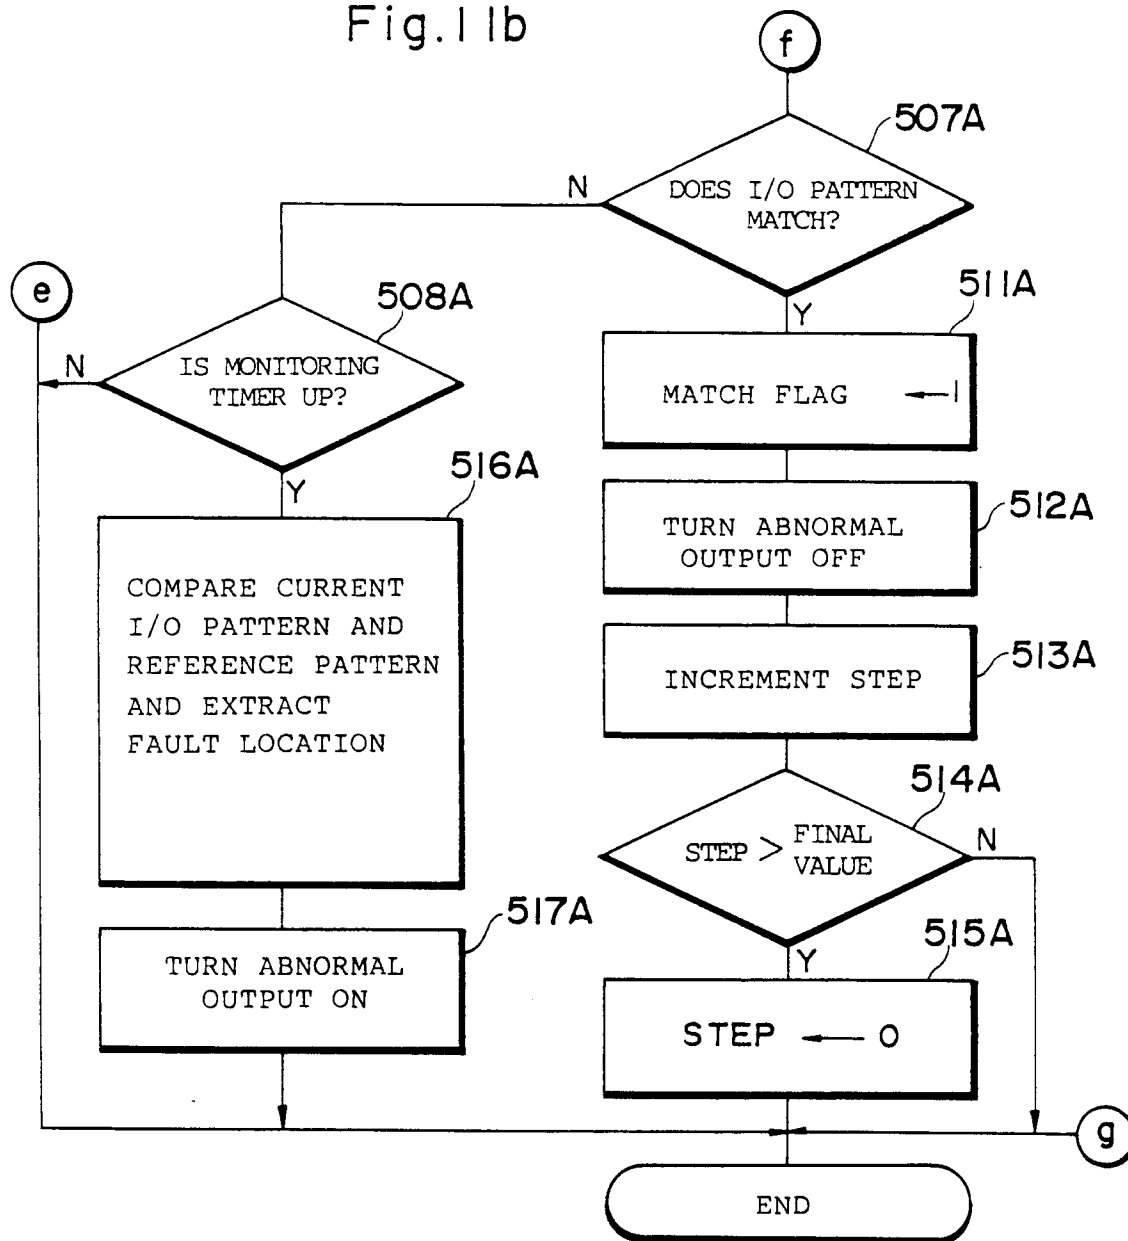 Fig.11b
f
507A
DOES I/O PATTERN
MATCH?
N
Y
e
508A
IS MONITORING
TIMER UP?
N
Y
511A
MATCH FLAG ←1
516A
COMPARE CURRENT
I/O PATTERN AND
REFERENCE PATTERN
AND EXTRACT
FAULT LOCATION
512A
TURN ABNORMAL
OUTPUT OFF
513A
INCREMENT STEP
514A
STEP > FINAL
VALUE
N
Y
517A
TURN ABNORMAL
OUTPUT ON
515A
STEP ← 0
g
END